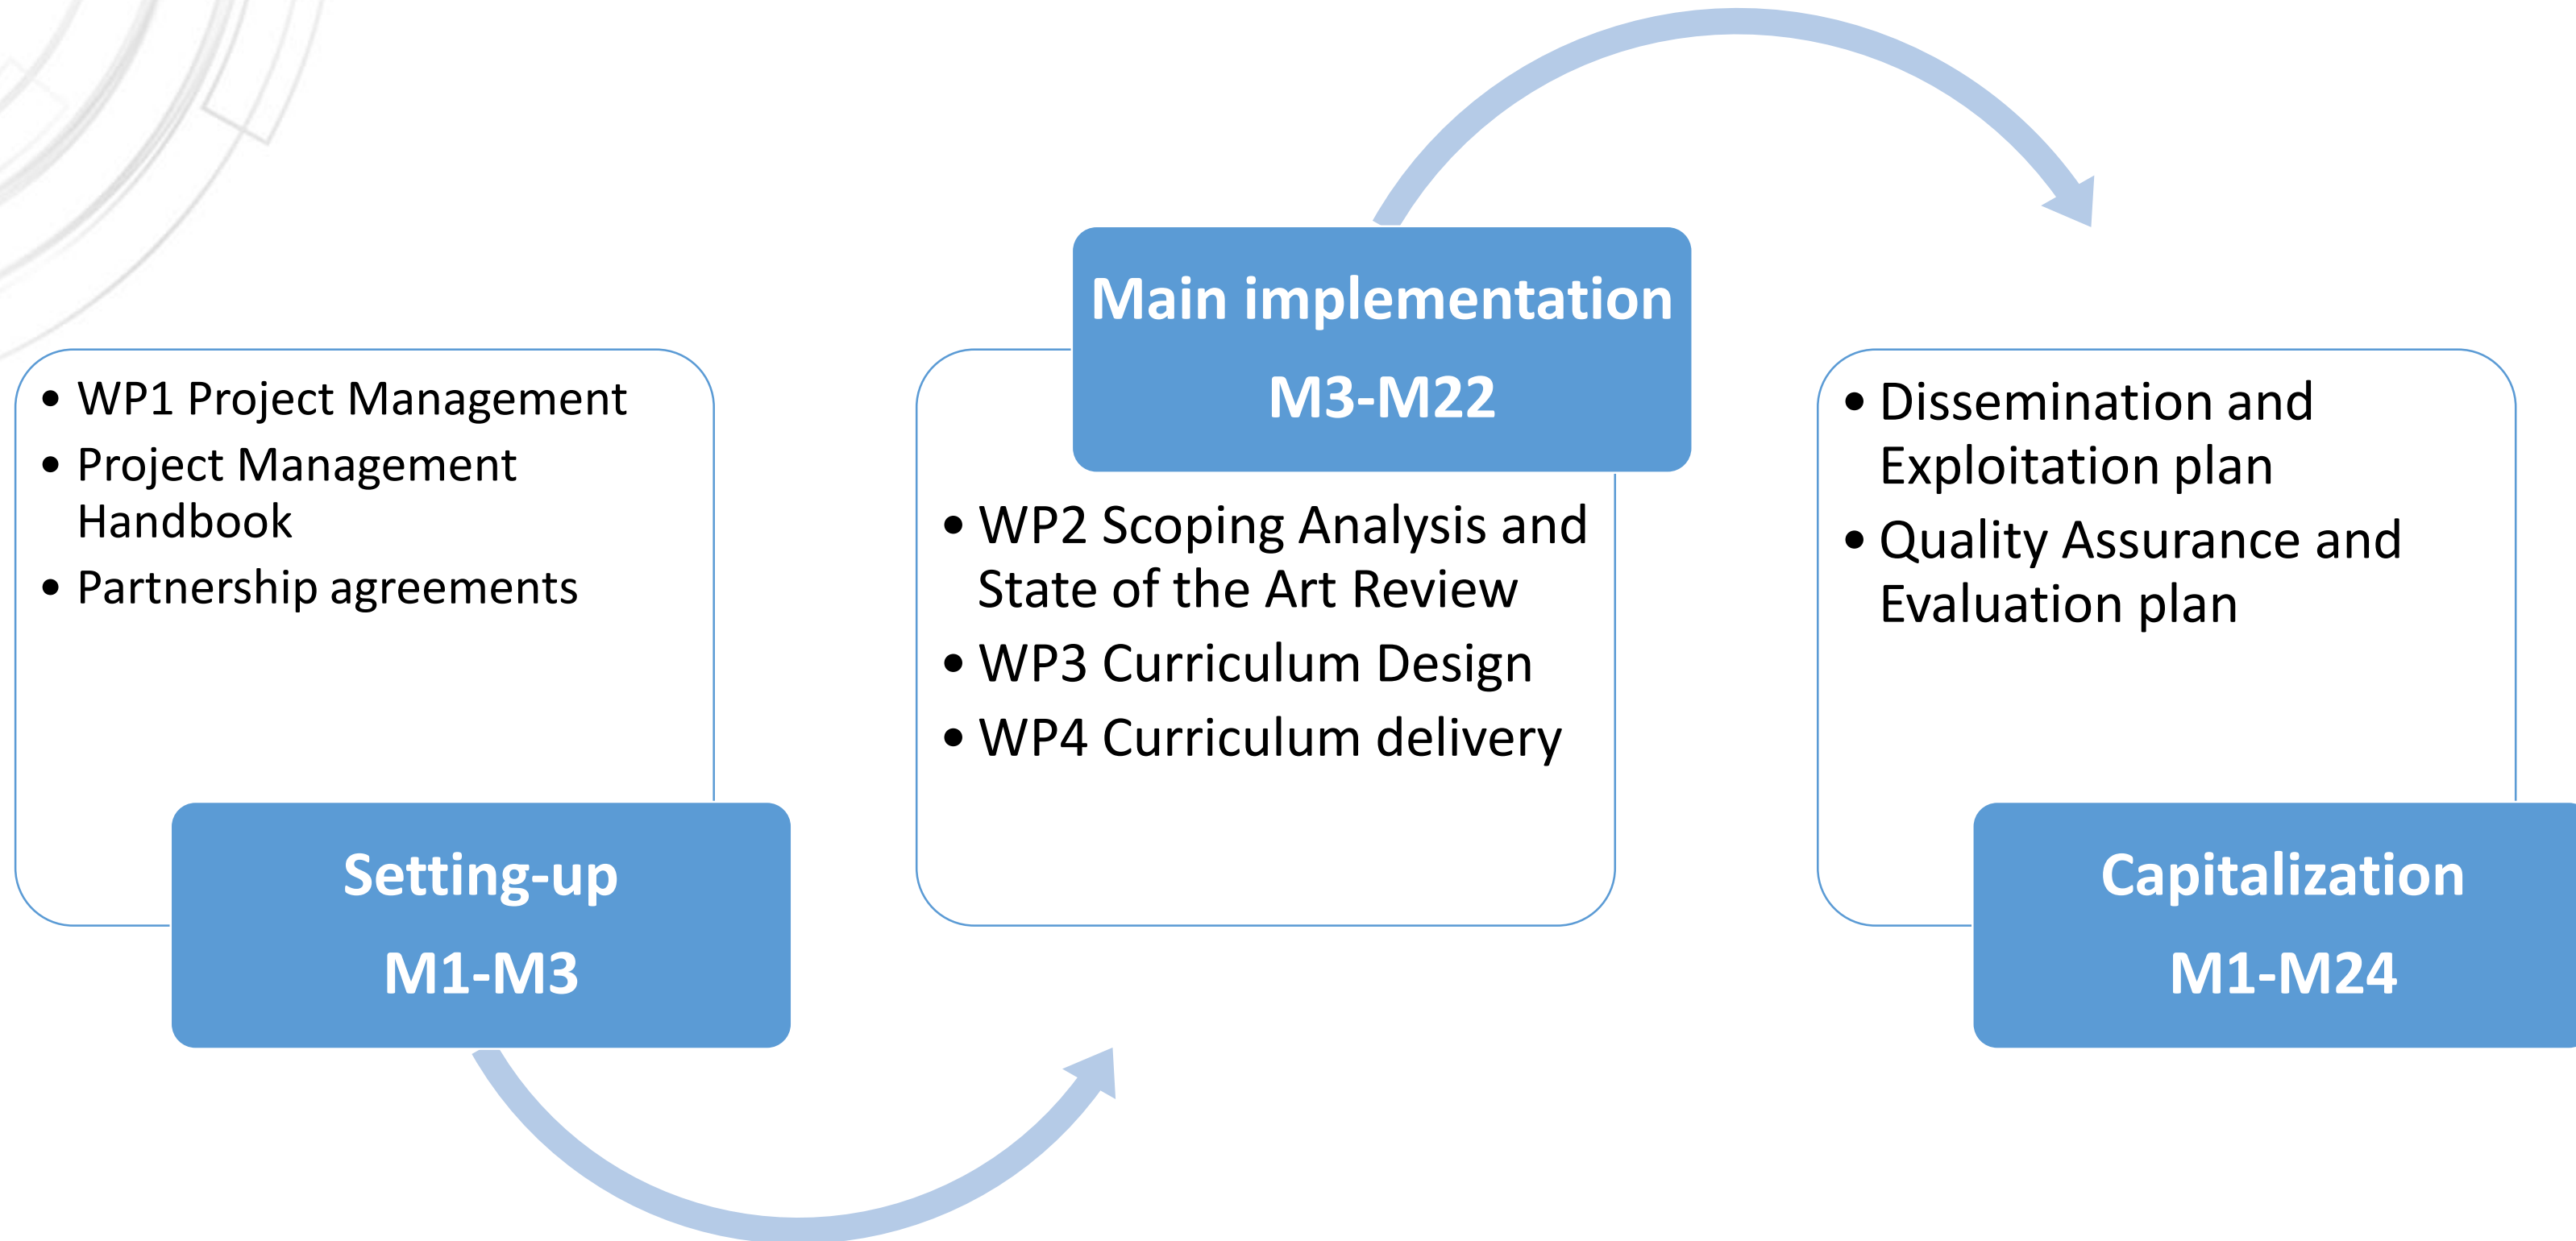 • WP1 Project Management
• Project Management
Handbook
• Partnership agreements
Setting-up
M1-M3
Main implementation
M3-M22
• WP2 Scoping Analysis and
State of the Art Review
• WP3 Curriculum Design
• WP4 Curriculum delivery
• Dissemination and
Exploitation plan
• Quality Assurance and
Evaluation plan
Capitalization
M1-M24